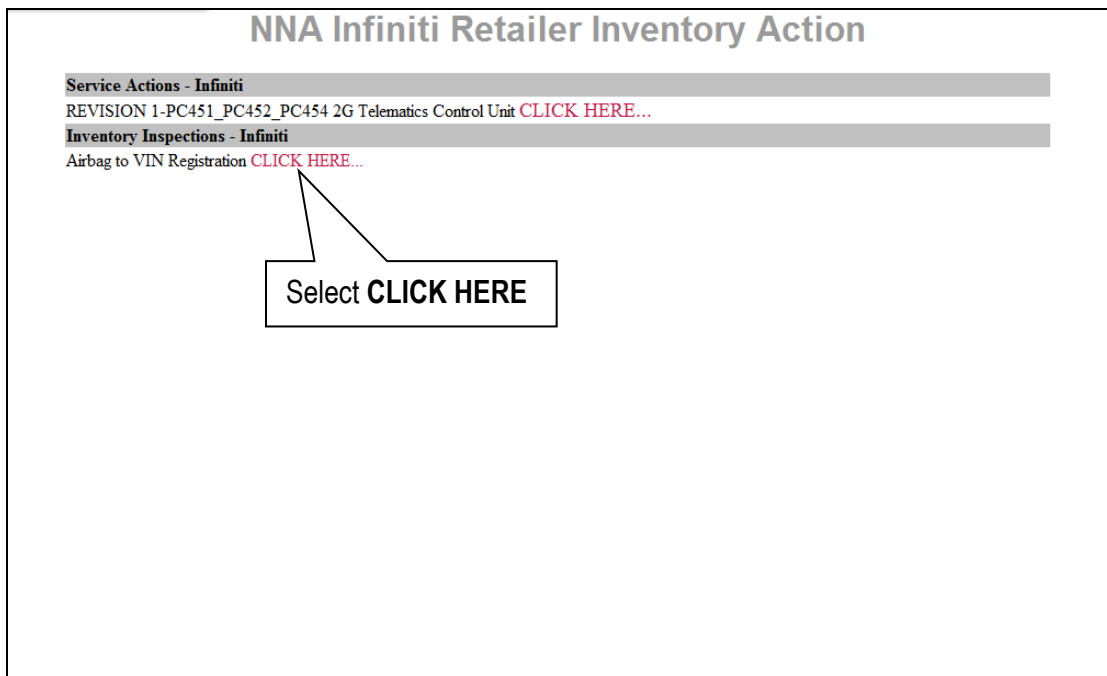 NNA Infiniti Retailer Inventory Action
Service Actions - Infiniti
REVISION 1-PC451_PC452_PC454 2G Telematics Control Unit CLICK HERE...
Inventory Inspections - Infiniti
Airbag to VIN Registration CLICK HERE...
Select CLICK HERE